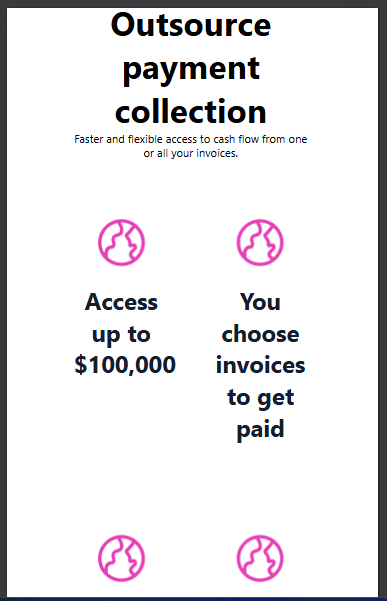 Outsource
payment
collection
Faster and flexible access to cash flow from one
or all your invoices.
Access
up to
$100,000
You
choose
invoices
to get
paid